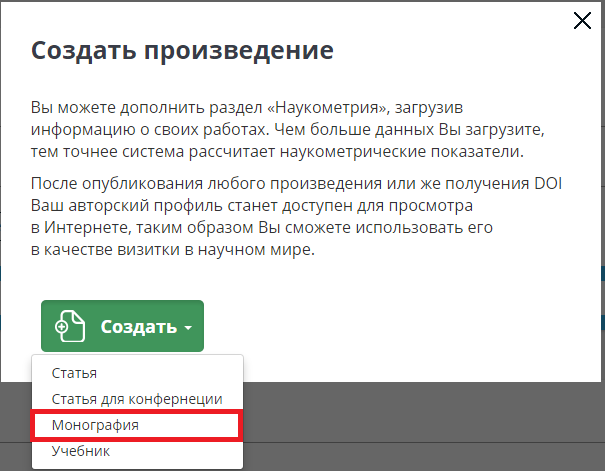 Создать произведение
Вы можете дополнить раздел «Наукометрия», загрузив
информацию о своих работах. Чем больше данных Вы загрузите,
тем точнее система рассчитает наукометрические показатели.
После опубликования любого произведения или же получения DOI
Ваш авторский профиль станет доступен для просмотра
в Интернете, таким образом Вы сможете использовать его
в качестве визитки в научном мире.
Создать
Статья
Статья для конфернеции
Монография
Учебник